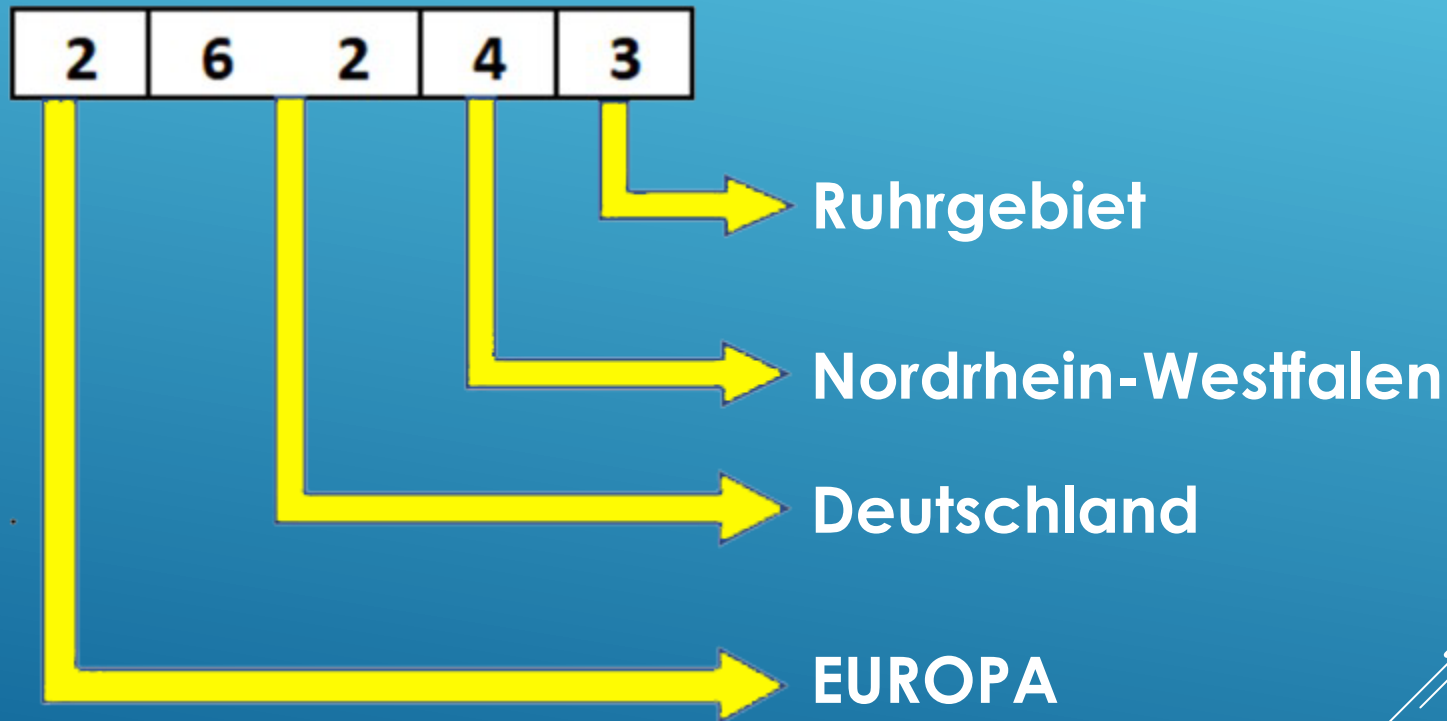 2 6 2 4 3
Ruhrgebiet
Nordrhein-Westfalen
Deutschland
EUROPA